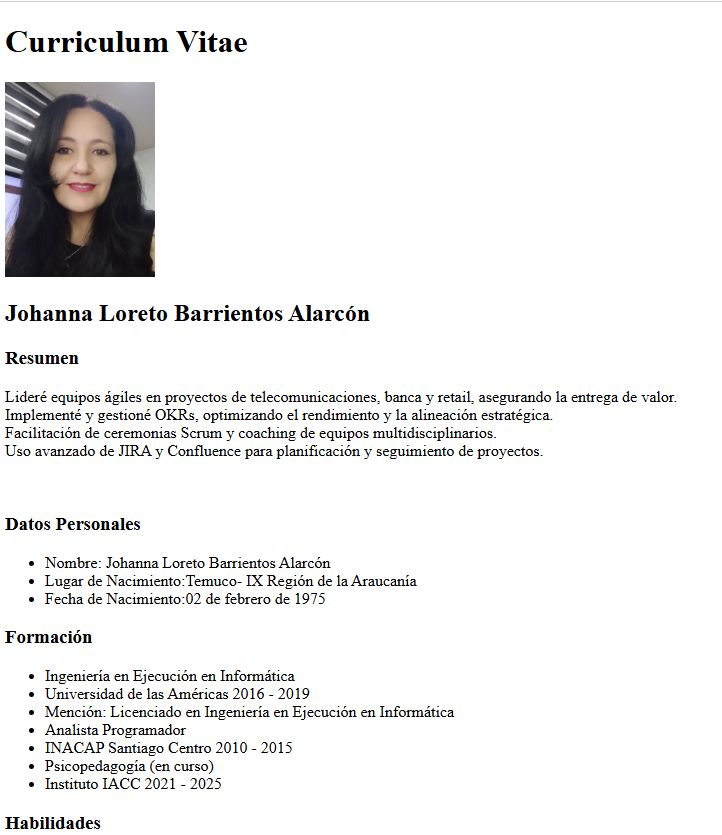 Curriculum Vitae
Johanna Loreto Barrientos Alarcón
Resumen
Lideré equipos ágiles en proyectos de telecomunicaciones, banca y retail, asegurando la entrega de valor.
Implementé y gestioné OKRs, optimizando el rendimiento y la alineación estratégica.
Facilitación de ceremonias Scrum y coaching de equipos multidisciplinarios.
Uso avanzado de JIRA y Confluence para planificación y seguimiento de proyectos.
Datos Personales
• Nombre: Johanna Loreto Barrientos Alarcón
• Lugar de Nacimiento:Temuco- IX Región de la Araucanía
• Fecha de Nacimiento:02 de febrero de 1975
Formación
• Ingeniería en Ejecución en Informática
• Universidad de las Américas 2016 - 2019
• Mención: Licenciado en Ingeniería en Ejecución en Informática
• Analista Programador
• INACAP Santiago Centro 2010 - 2015
• Psicopedagogía (en curso)
• Instituto IACC 2021 - 2025
Habilidades